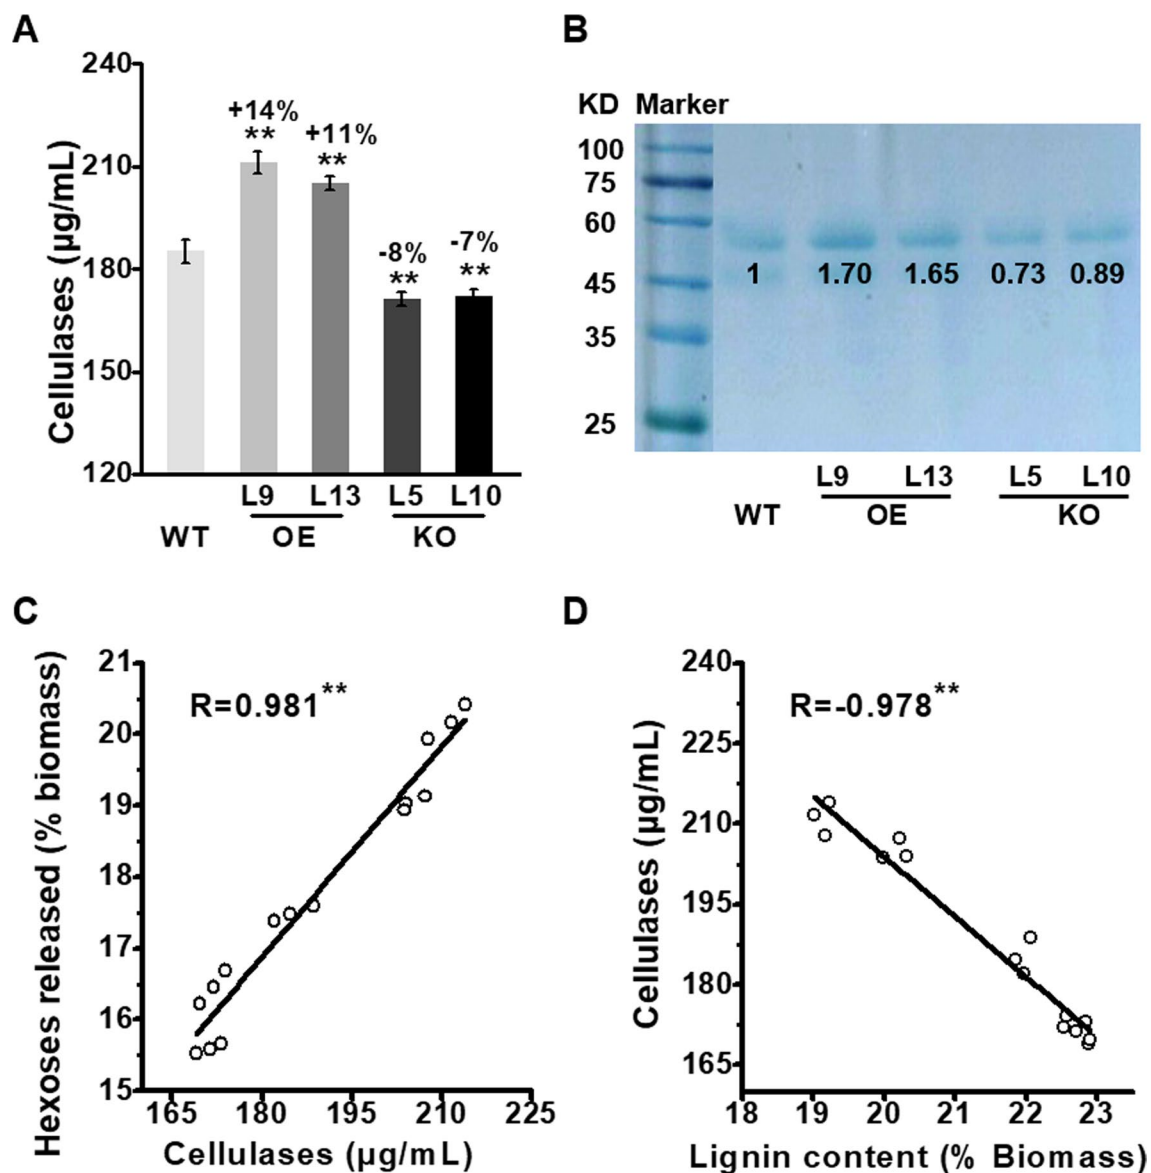 A
Cellulases (μg/mL)
240
210
180
150
120
+14%
**
+11%
**
-8%
**
-7%
**
L9 L13 L5 L10
WT OE KO
B
KD Marker
100
75
60
45
35
25
1 1.70 1.65 0.73 0.89
L9 L13 L5 L10
WT OE KO
C
Hexoses released (% biomass)
21
20
19
18
17
16
15
R=0.981**
165 180 195 210 225
Cellulases (μg/mL)
D
Cellulases (μg/mL)
240
225
210
195
180
165
R=-0.978**
18 19 20 21 22 23
Lignin content (% Biomass)